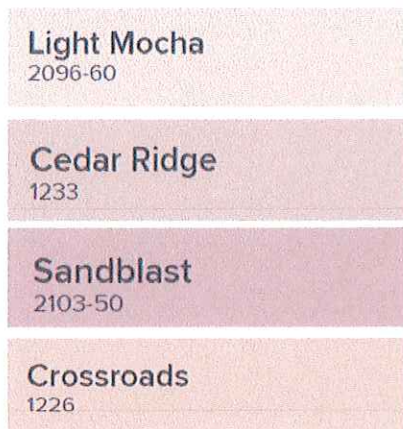 Light Mocha
2096-60
Cedar Ridge
1233
Sandblast
2103-50
Crossroads
1226